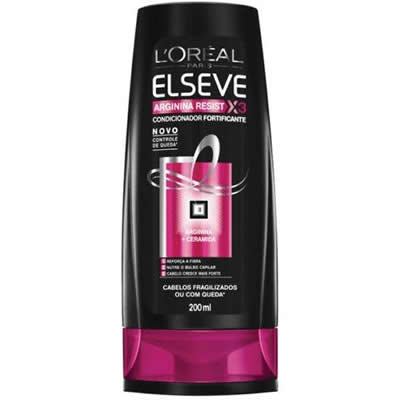 L'ORÉAL
PARIS
ELSEVE
ARGININA RESIST X3
CONDICIONADOR FORTIFICANTE
NOVO
CONTROLE
DE QUEDA*
ARGININA
+ CERAMIDA
REFORÇA A FIBRA
NUTRE O BULBO CAPILAR
CABELO CRESCE MAIS FORTE
CABELOS FRAGILIZADOS
OU COM QUEDA*
200ml